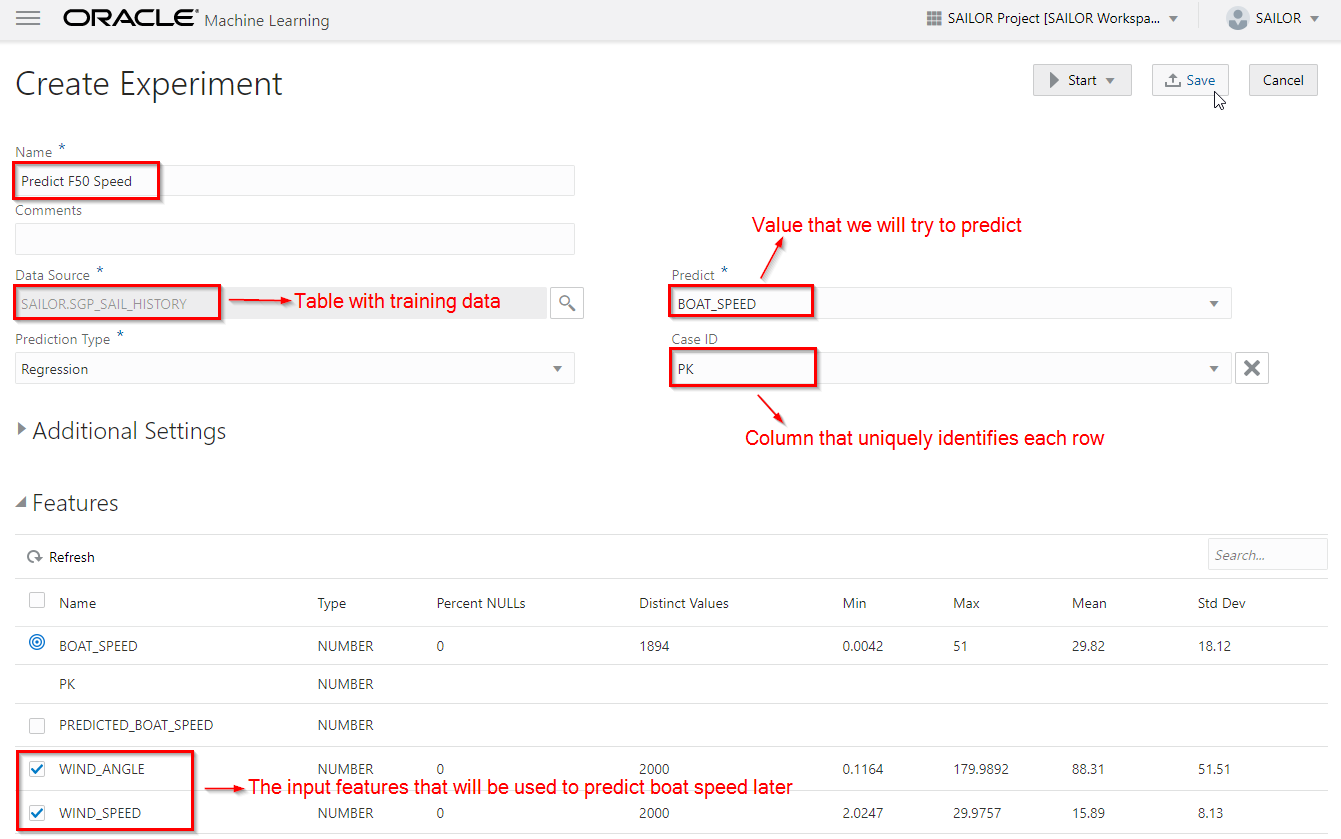 ORACLE Machine Learning SAILOR Project [SAILOR Workspa... SAILOR
Create Experiment Start Save Cancel
Name *
Predict F50 Speed
Comments
Value that we will try to predict
Data Source * Predict *
SAILOR.SGP_SAIL_HISTORY Table with training data BOAT_SPEED
Prediction Type * Case ID
Regression PK
Additional Settings
Column that uniquely identifies each row
Features
Refresh Search...
Name Type Percent NULLs Distinct Values Min Max Mean Std Dev
BOAT_SPEED NUMBER 0 1894 0.0042 51 29.82 18.12
PK NUMBER
PREDICTED_BOAT_SPEED NUMBER
WIND_ANGLE NUMBER 0 2000 0.1164 179.9892 88.31 51.51
The input features that will be used to predict boat speed later
WIND_SPEED NUMBER 0 2000 2.0247 29.9757 15.89 8.13